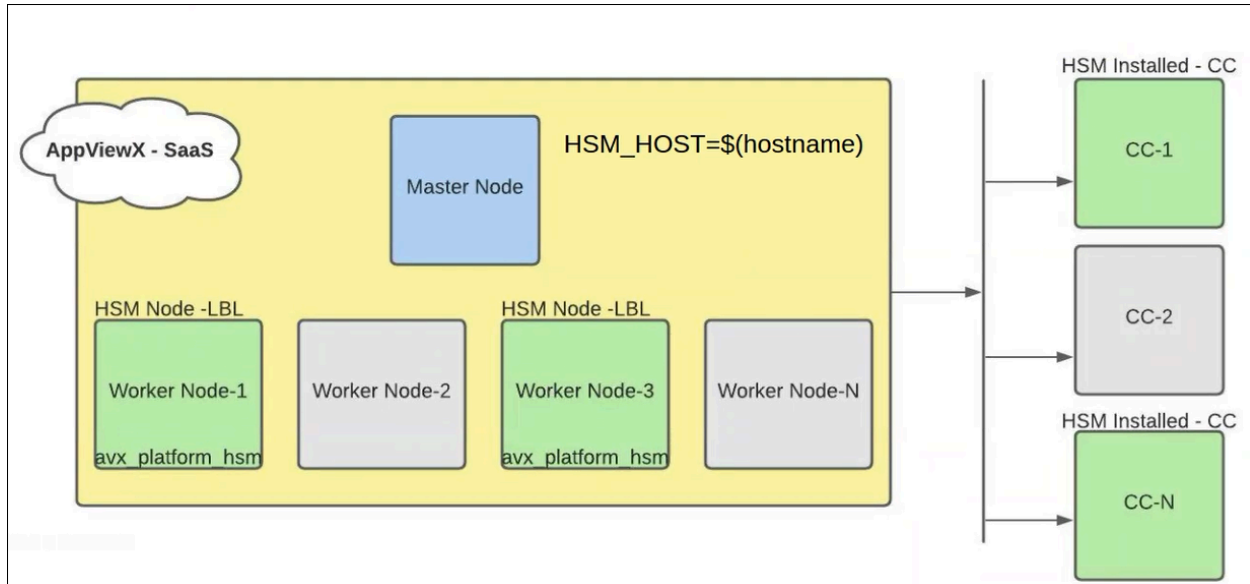 HSM Installed - CC
AppViewX - SaaS
HSM_HOST=$(hostname)
CC-1
Master Node
HSM Node -LBL
HSM Node -LBL
CC-2
Worker Node-1
Worker Node-2
Worker Node-3
Worker Node-N
avx_platform_hsm
avx_platform_hsm
HSM Installed - CC
CC-N